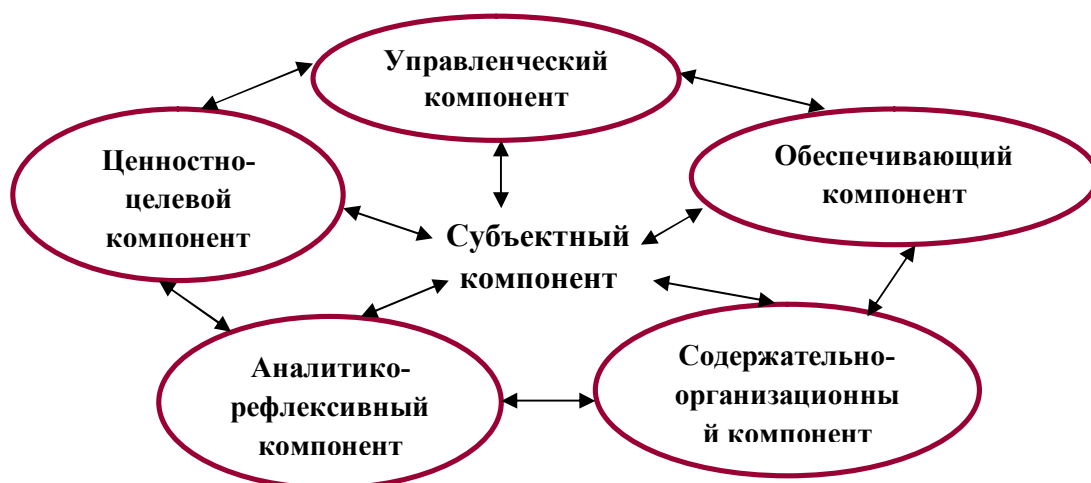 Управленческий
компонент
Ценностно-
целевой
компонент
Обеспечивающий
компонент
Субъектный
компонент
Аналитико-
рефлексивный
компонент
Содержательно-
организационны
й компонент